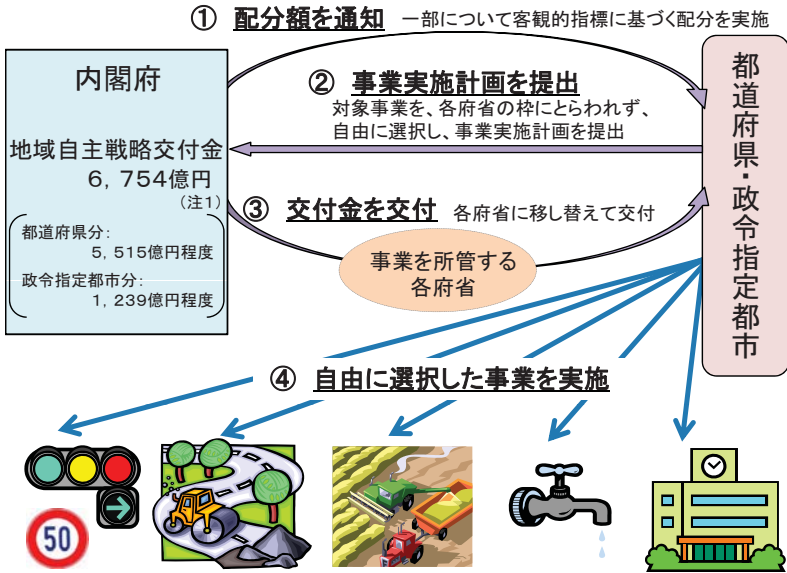 ① 配分額を通知 一部について客観的指標に基づく配分を実施
内閣府
地域自主戦略交付金
6,754億円
(注1)
都道府県分:
5,515億円程度
政令指定都市分:
1,239億円程度
② 事業実施計画を提出
対象事業を、各府省の枠にとらわれず、
自由に選択し、事業実施計画を提出
③ 交付金を交付 各府省に移し替えて交付
事業を所管する
各府省
都道府県・政令指定都市
④ 自由に選択した事業を実施
50